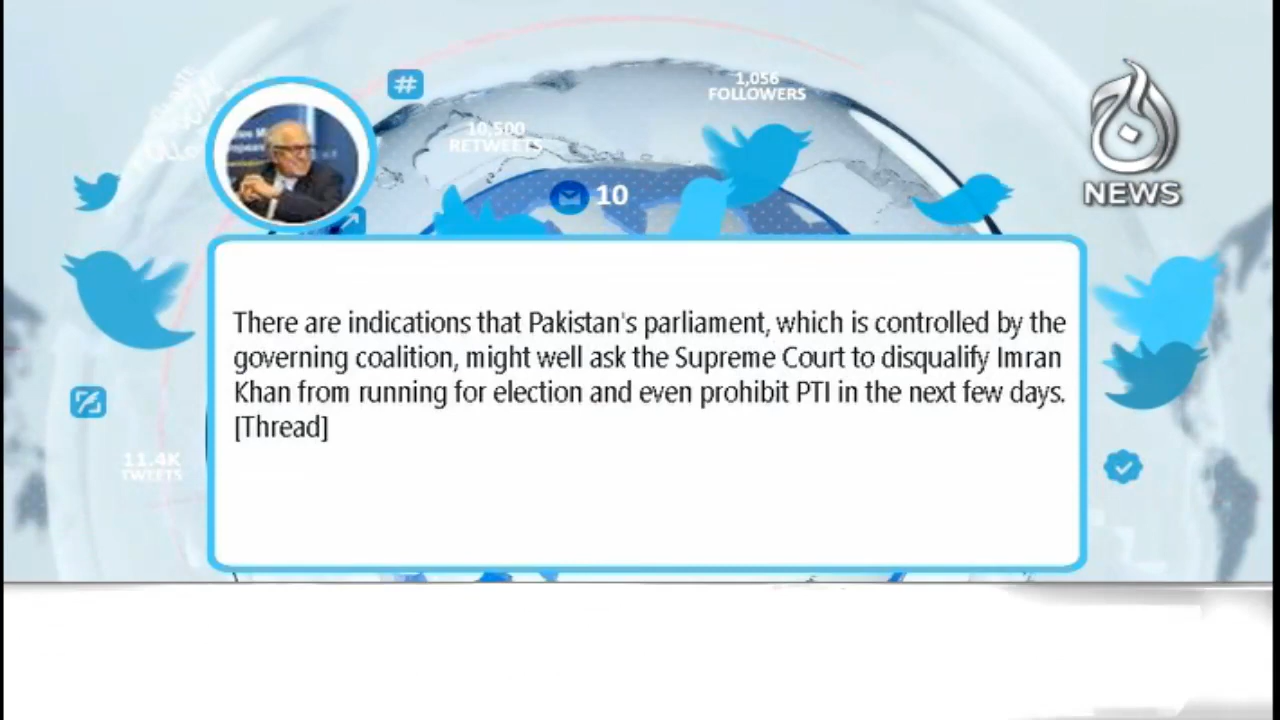 #
1,056
FOLLOWERS
10,500
RETWEETS
10
NEWS
There are indications that Pakistan's parliament, which is controlled by the
governing coalition, might well ask the Supreme Court to disqualify Imran
Khan from running for election and even prohibit PTI in the next few days.
[Thread]
11.4K
TWEETS